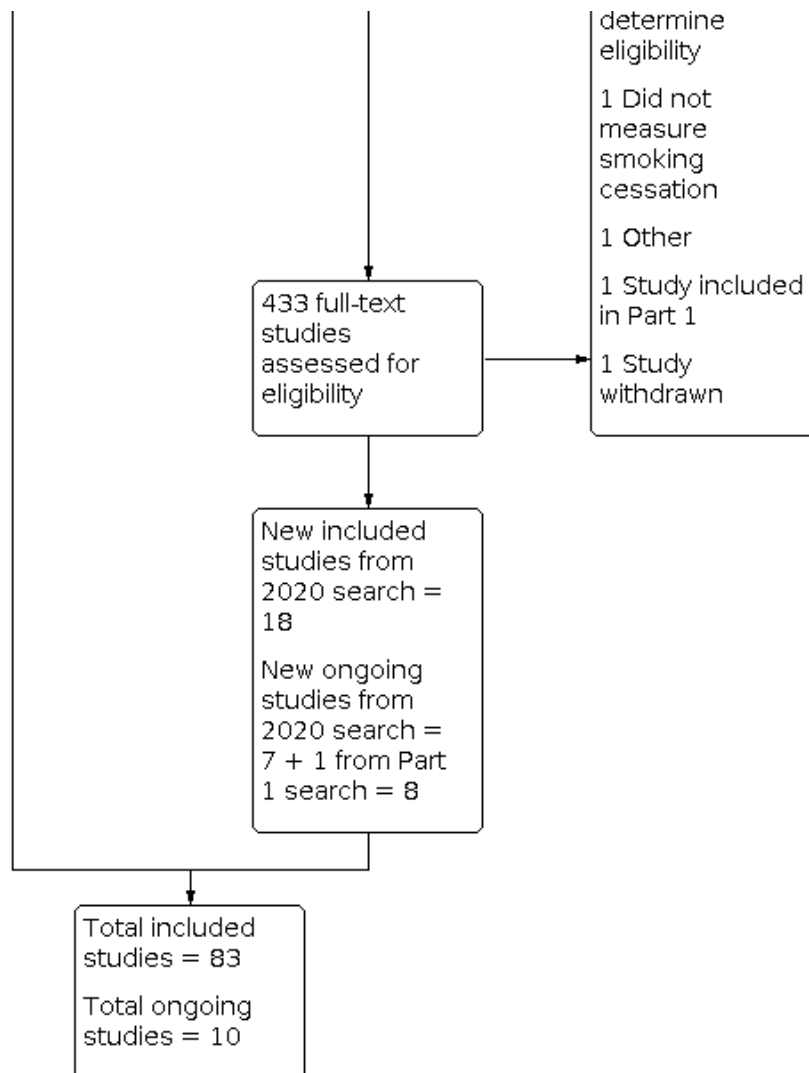 determine
eligibility
1 Did not
measure
smoking
cessation
1 Other
1 Study included
in Part 1
1 Study
withdrawn
433 full-text
studies
assessed for
eligibility
New included
studies from
2020 search =
18
New ongoing
studies from
2020 search =
7 + 1 from Part
1 search = 8
Total included
studies = 83
Total ongoing
studies = 10